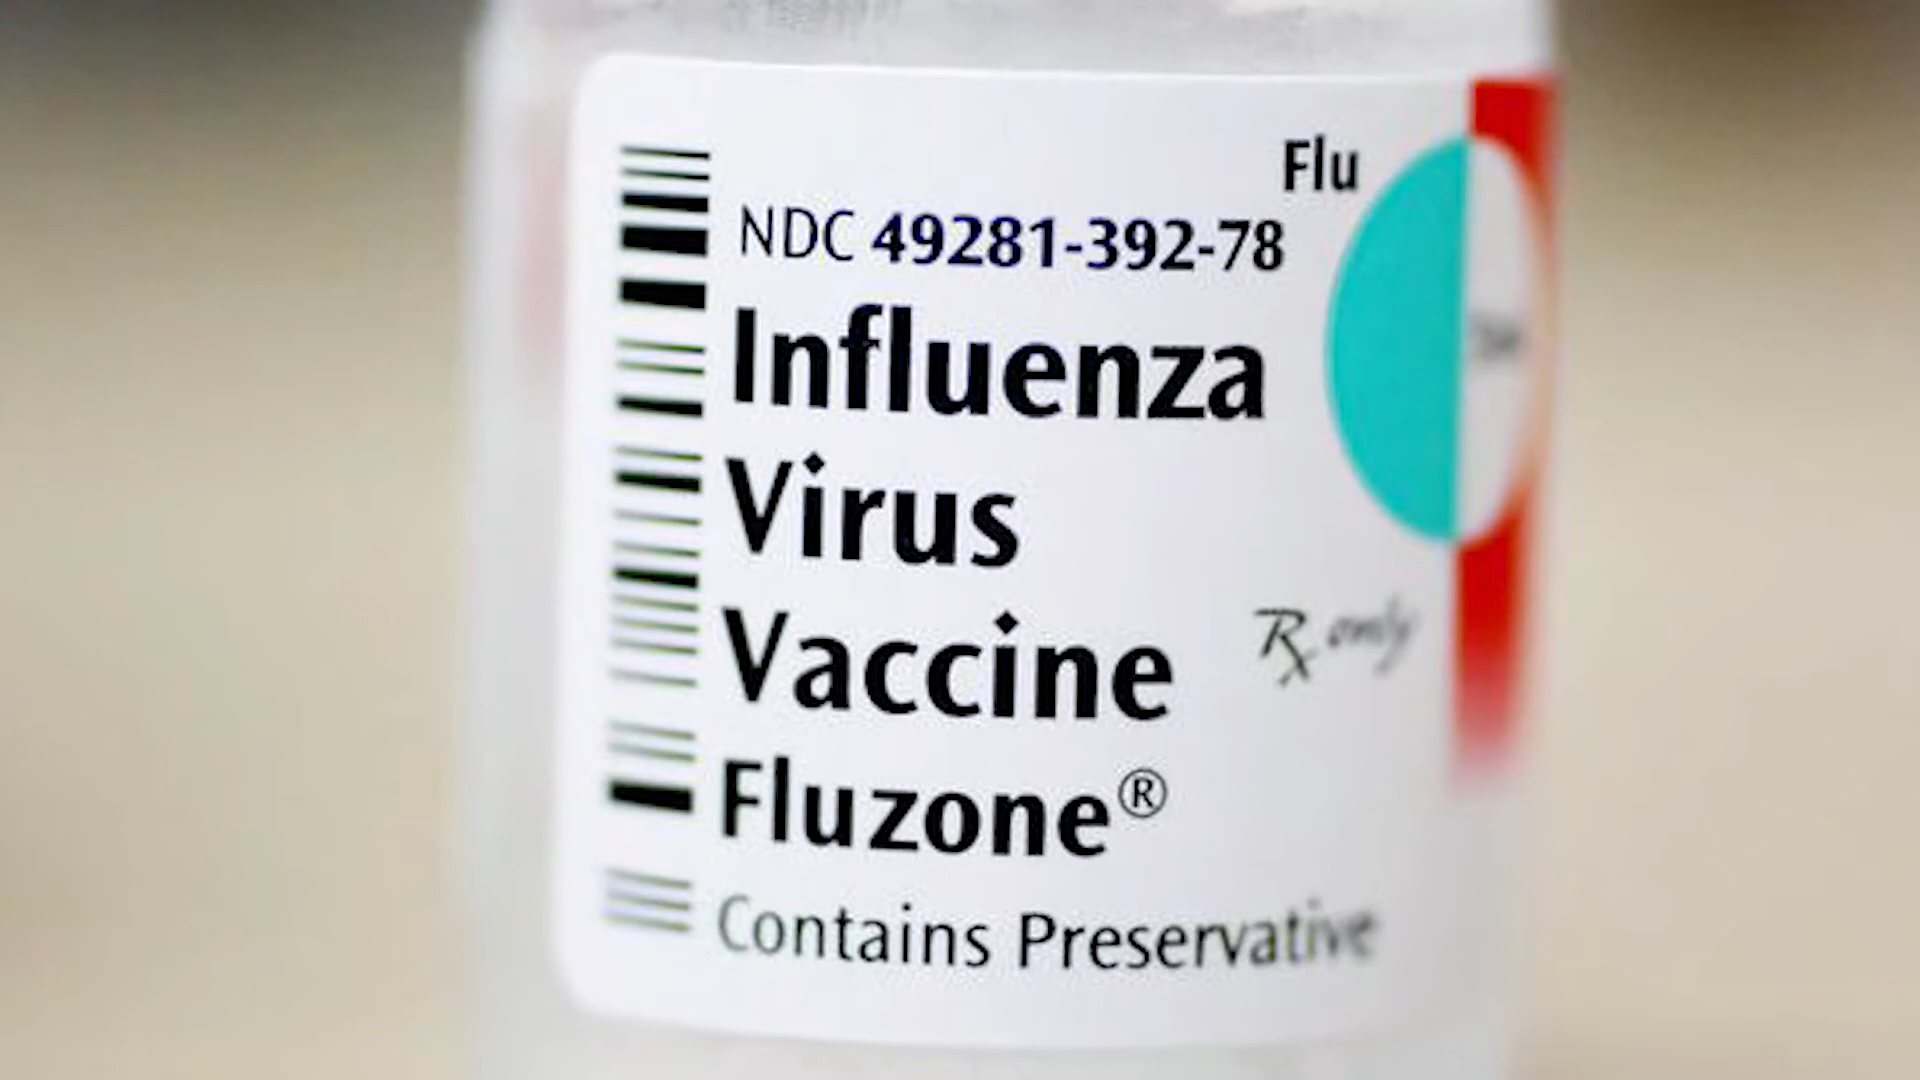 Flu
NDC 49281-392-78
Influenza
Virus
Vaccine
Rx only
Fluzone®
Contains Preservative